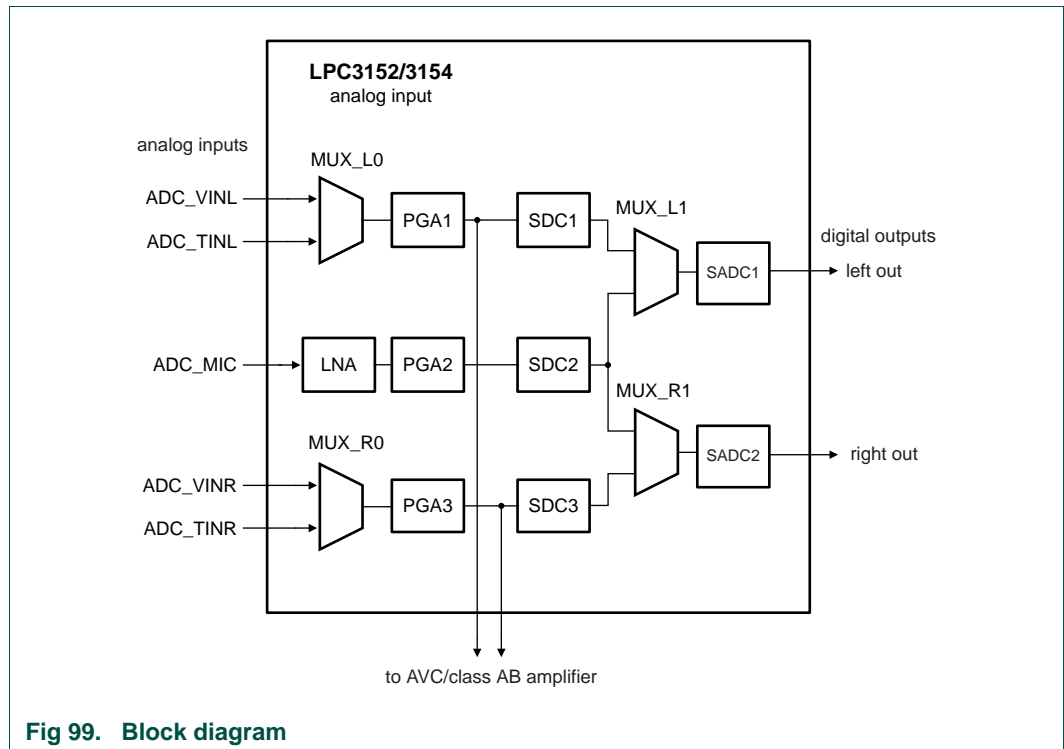 LPC3152/3154
analog input
analog inputs
MUX_L0
ADC_VINL
ADC_TINL
PGA1
SDC1
MUX_L1
SADC1
digital outputs
left out
ADC_MIC
LNA
PGA2
SDC2
MUX_R1
SADC2
right out
MUX_R0
ADC_VINR
ADC_TINR
PGA3
SDC3
to AVC/class AB amplifier
Fig 99. Block diagram